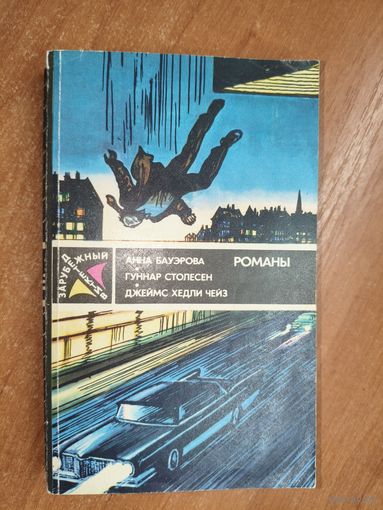 ЗАРУБЕЖНЫЙ
ДЕТЕКТИВ
АННА БАУЭРОВА
ГУННАР СТОЛЕСЕН
ДЖЕЙМС ХЕДЛИ ЧЕЙЗ
РОМАНЫ